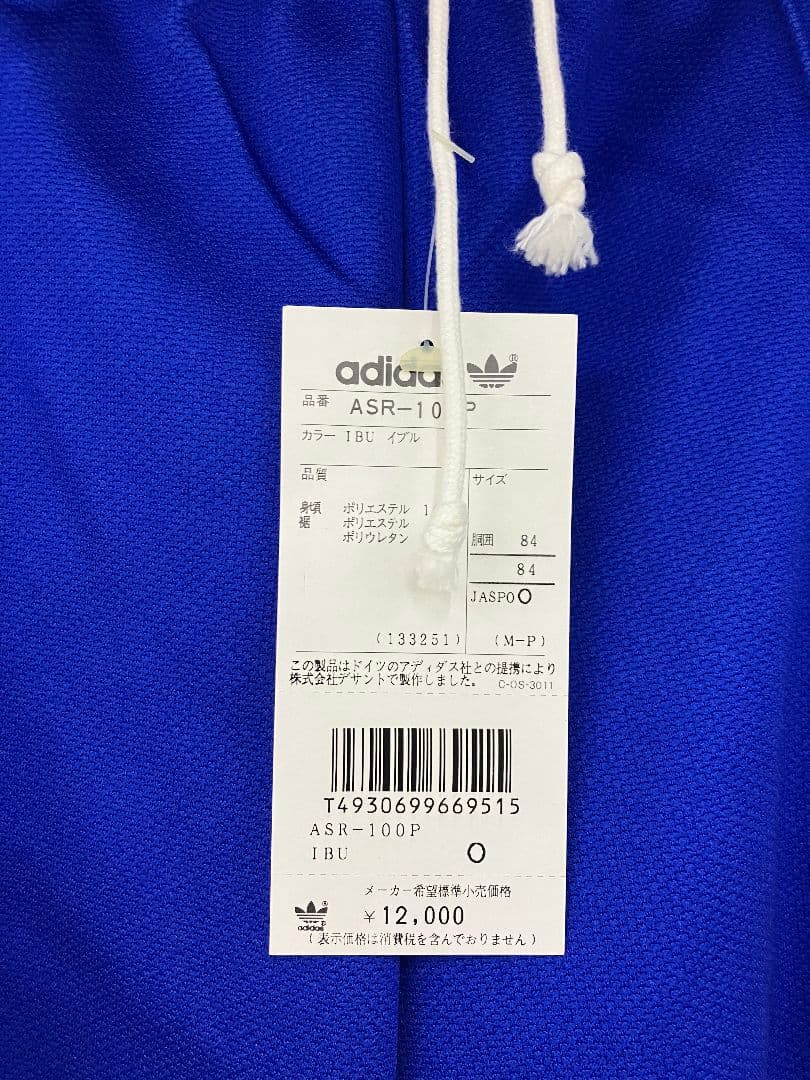 adidas ®
品番 ASR-100P
カラー IBU イブル
品質
サイズ
身頃 ポリエステル 1
裾 ポリエステル
ポリウレタン
胴囲 84
84
JASPO O
(133251) (M-P)
この製品はドイツのアディダス社との提携により
株式会社デサントで製作しました。 C-OS-3011
T4930699669515
ASR-100P
IBU O
メーカー希望標準小売価格
adidas ®
¥12,000
(表示価格は消費税を含んでおりません)